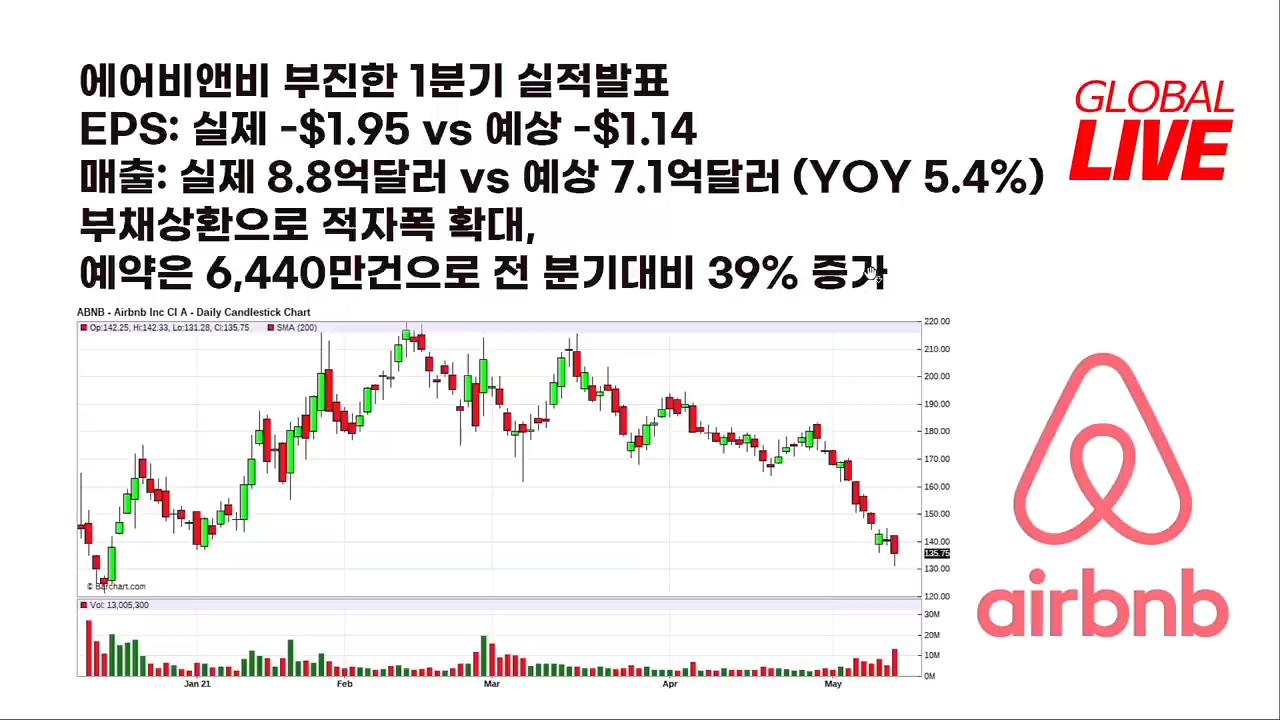 에어비앤비 부진한 1분기 실적발표
EPS: 실제 -$1.95 vs 예상 -$1.14
매출: 실제 8.8억달러 vs 예상 7.1억달러 (YOY 5.4%)
부채상환으로 적자폭 확대,
예약은 6,440만건으로 전 분기대비 39% 증가
GLOBAL
LIVE
ABNB - Airbnb Inc Cl A - Daily Candlestick Chart
Op:142.25, Hi:142.33, Lo:131.28, Cl:135.75 SMA (200)
220.00
210.00
200.00
190.00
180.00
170.00
160.00
150.00
140.00
135.75
130.00
120.00
© Barchart.com
Vol: 13,005,300
30M
20M
10M
0M
Jan 21 Feb Mar Apr May
airbnb